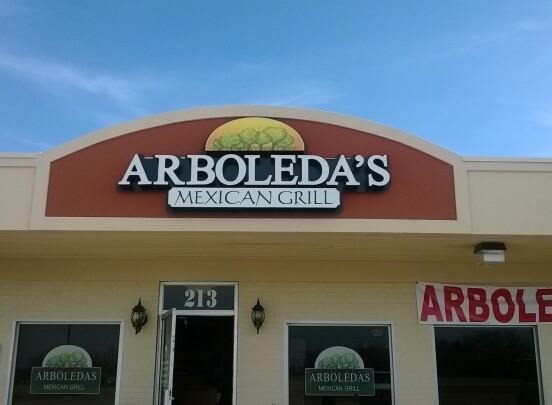 ARBOLEDA'S
MEXICAN GRILL
213
ARBOLE
ARBOLEDAS
MEXICAN GRILL
ARBOLEDAS
MEXICAN GRILL